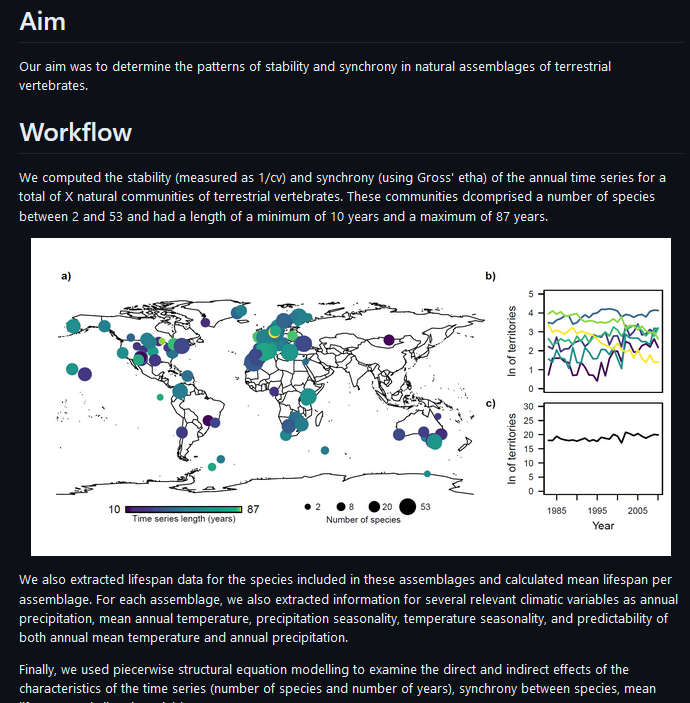 Aim
Our aim was to determine the patterns of stability and synchrony in natural assemblages of terrestrial
vertebrates.
Workflow
We computed the stability (measured as 1/cv) and synchrony (using Gross' etha) of the annual time series for a
total of X natural communities of terrestrial vertebrates. These communities dcomprised a number of species
between 2 and 53 and had a length of a minimum of 10 years and a maximum of 87 years.
a)
10 87
Time series length (years)
2 8 20 53
Number of species
b)
ln of territories
5
4
3
2
1
0
c)
ln of territories
30
25
20
15
10
5
0
1985 1995 2005
Year
We also extracted lifespan data for the species included in these assemblages and calculated mean lifespan per
assemblage. For each assemblage, we also extracted information for several relevant climatic variables as annual
precipitation, mean annual temperature, precipitation seasonality, temperature seasonality, and predictability of
both annual mean temperature and annual precipitation.
Finally, we used piecerwise structural equation modelling to examine the direct and indirect effects of the
characteristics of the time series (number of species and number of years), synchrony between species, mean